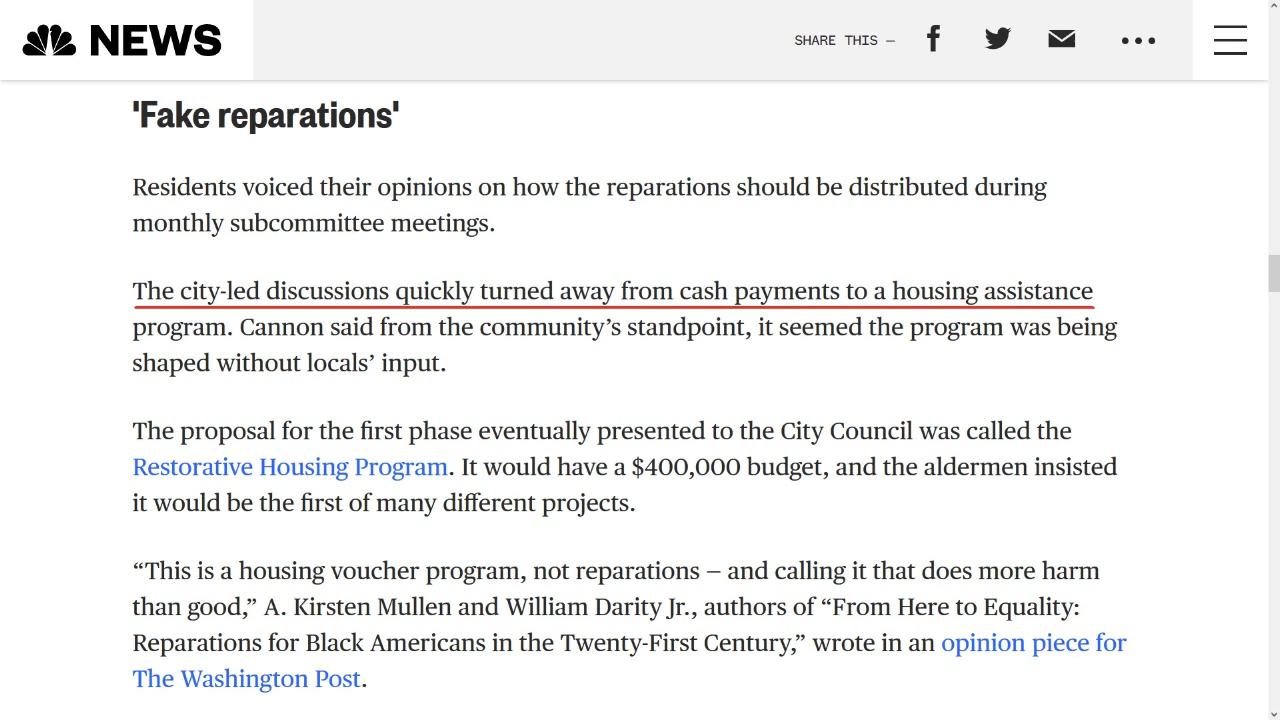 NEWS
SHARE THIS —
'Fake reparations'
Residents voiced their opinions on how the reparations should be distributed during
monthly subcommittee meetings.
The city-led discussions quickly turned away from cash payments to a housing assistance
program. Cannon said from the community’s standpoint, it seemed the program was being
shaped without locals’ input.
The proposal for the first phase eventually presented to the City Council was called the
Restorative Housing Program. It would have a $400,000 budget, and the aldermen insisted
it would be the first of many different projects.
“This is a housing voucher program, not reparations — and calling it that does more harm
than good,” A. Kirsten Mullen and William Darity Jr., authors of “From Here to Equality:
Reparations for Black Americans in the Twenty-First Century,” wrote in an opinion piece for
The Washington Post.